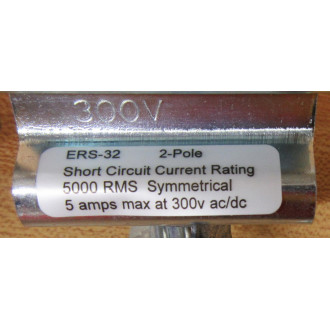 300V
ERS-32 2-Pole
Short Circuit Current Rating
5000 RMS Symmetrical
5 amps max at 300v ac/dc